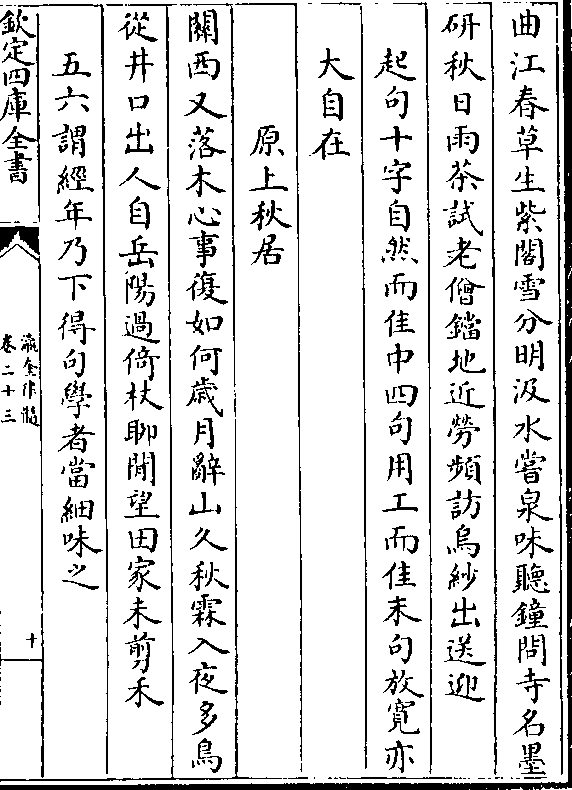 曲江春草生紫閣雪分明汲水嘗泉味聽鐘問寺名墨
研秋日雨茶試老僧鐺地近勞頻訪烏紗出送迎
起句十字自然而佳中四句用工而佳末句放寛亦
大自在
原上秋居
闗西又落木心事復如何歳月辭山久秋霖入夜多鳥
從井口出人自岳陽過倚杖聊閒望田家未剪禾
五六謂經年乃下得句學者當細味之
欽定四庫全書
瀛奎律髓
卷二十三
十